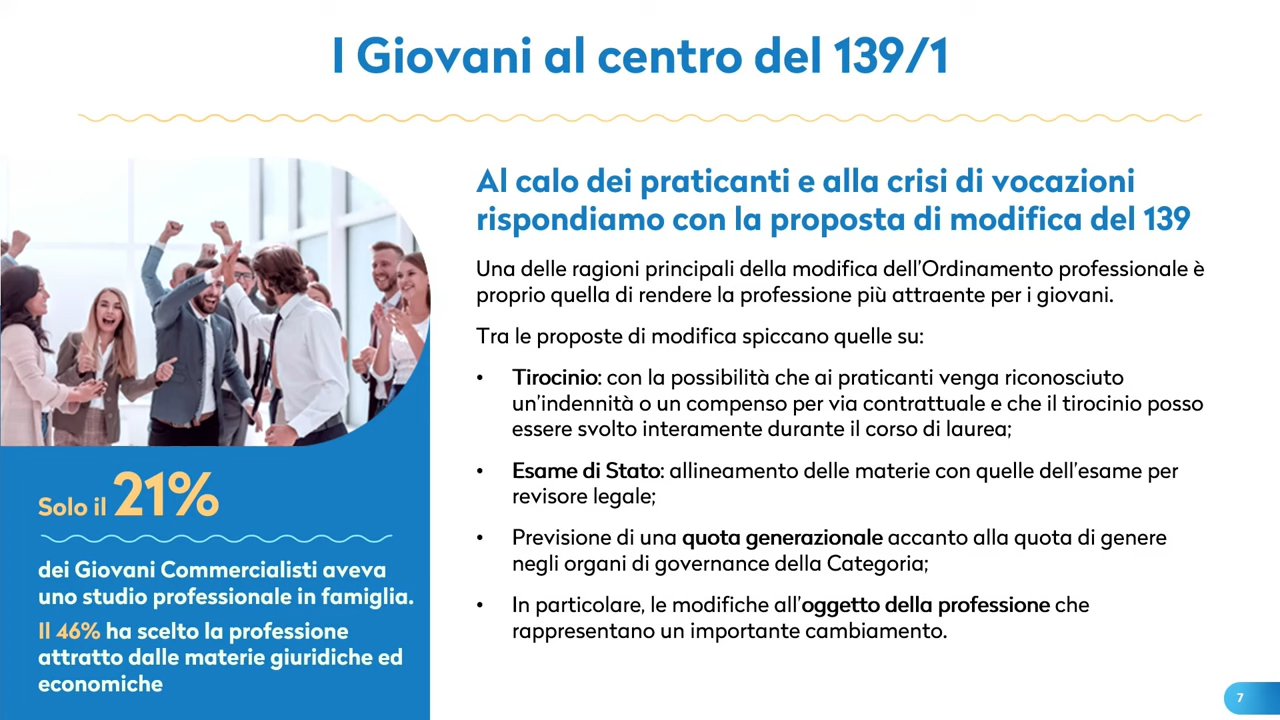 I Giovani al centro del 139/1
Al calo dei praticanti e alla crisi di vocazioni
rispondiamo con la proposta di modifica del 139
Una delle ragioni principali della modifica dell'Ordinamento professionale è
proprio quella di rendere la professione più attraente per i giovani.
Tra le proposte di modifica spiccano quelle su:
• Tirocinio: con la possibilità che ai praticanti venga riconosciuto
un'indennità o un compenso per via contrattuale e che il tirocinio posso
essere svolto interamente durante il corso di laurea;
• Esame di Stato: allineamento delle materie con quelle dell'esame per
revisore legale;
• Previsione di una quota generazionale accanto alla quota di genere
negli organi di governance della Categoria;
• In particolare, le modifiche all'oggetto della professione che
rappresentano un importante cambiamento.
Solo il 21%
dei Giovani Commercialisti aveva
uno studio professionale in famiglia.
Il 46% ha scelto la professione
attratto dalle materie giuridiche ed
economiche
7